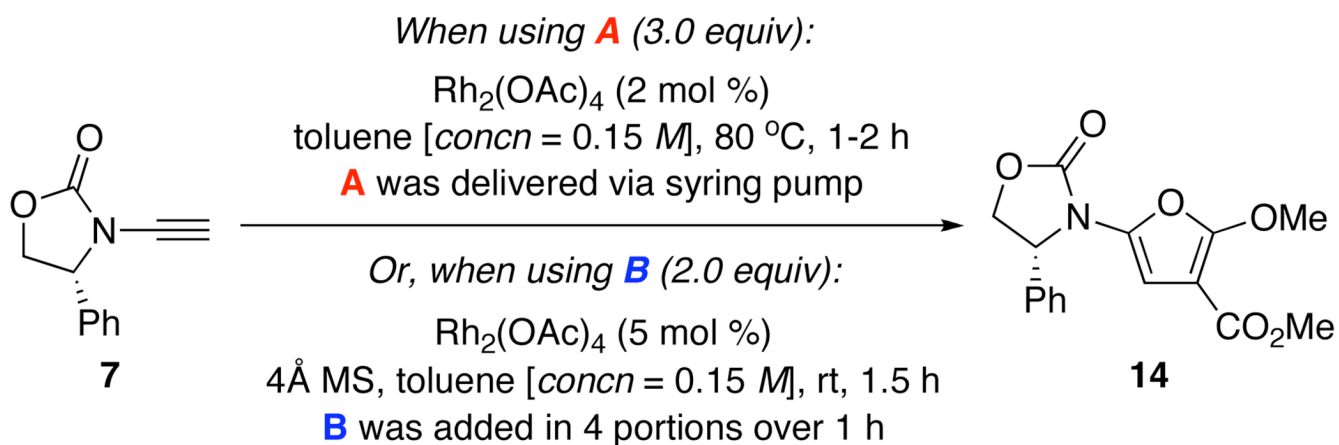 When using A (3.0 equiv):
Rh₂(OAc)₄ (2 mol %)
toluene [concn = 0.15 M], 80 °C, 1-2 h
A was delivered via syring pump
Or, when using B (2.0 equiv):
Rh₂(OAc)₄ (5 mol %)
4Å MS, toluene [concn = 0.15 M], rt, 1.5 h
B was added in 4 portions over 1 h
O
O
N
Ph
7
O
O
N
O
OMe
Ph
CO₂Me
14